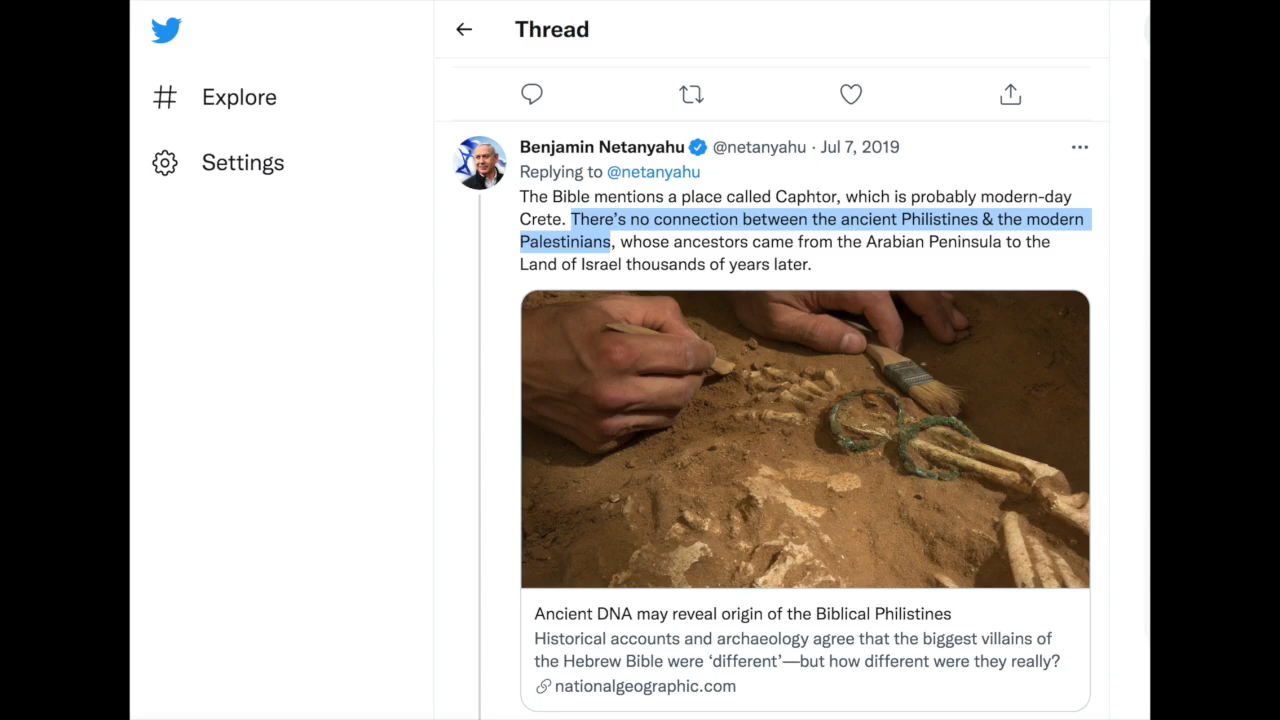 Thread
Explore
Settings
Benjamin Netanyahu @netanyahu · Jul 7, 2019
Replying to @netanyahu
The Bible mentions a place called Caphtor, which is probably modern-day
Crete. There's no connection between the ancient Philistines & the modern
Palestinians, whose ancestors came from the Arabian Peninsula to the
Land of Israel thousands of years later.
Ancient DNA may reveal origin of the Biblical Philistines
Historical accounts and archaeology agree that the biggest villains of
the Hebrew Bible were ‘different’—but how different were they really?
nationalgeographic.com